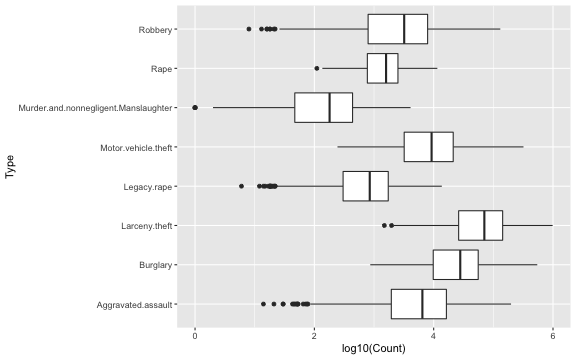 Robbery
Rape
Murder.and.nonnegligent.Manslaughter
Motor.vehicle.theft
Legacy.rape
Larceny.theft
Burglary
Aggravated.assault
Type
0 2 4 6
log10(Count)